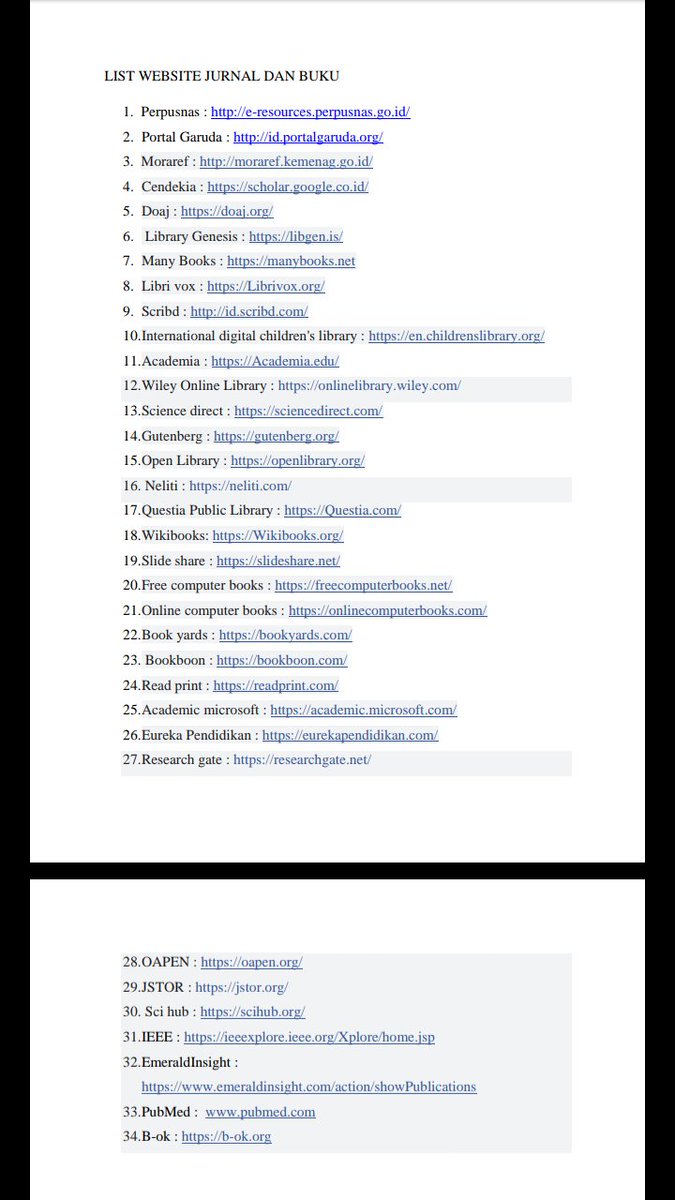 LIST WEBSITE JURNAL DAN BUKU
1. Perpusnas : http://e-resources.perpusnas.go.id/
2. Portal Garuda : http://id.portalgaruda.org/
3. Moraref : http://moraref.kemenag.go.id/
4. Cendekia : https://scholar.google.co.id/
5. Doaj : https://doaj.org/
6. Library Genesis : https://libgen.is/
7. Many Books : https://manybooks.net
8. Libri vox : https://Librivox.org/
9. Scribd : http://id.scribd.com/
10.International digital children's library : https://en.childrenslibrary.org/
11.Academia : https://Academia.edu/
12.Wiley Online Library : https://onlinelibrary.wiley.com/
13.Science direct : https://sciencedirect.com/
14.Gutenberg : https://gutenberg.org/
15.Open Library : https://openlibrary.org/
16. Neliti : https://neliti.com/
17.Questia Public Library : https://Questia.com/
18.Wikibooks: https://Wikibooks.org/
19.Slide share : https://slideshare.net/
20.Free computer books : https://freecomputerbooks.net/
21.Online computer books : https://onlinecomputerbooks.com/
22.Book yards : https://bookyards.com/
23. Bookboon : https://bookboon.com/
24.Read print : https://readprint.com/
25.Academic microsoft : https://academic.microsoft.com/
26.Eureka Pendidikan : https://eurekapendidikan.com/
27.Research gate : https://researchgate.net/
28.OAPEN : https://oapen.org/
29.JSTOR : https://jstor.org/
30. Sci hub : https://scihub.org/
31.IEEE : https://ieeexplore.ieee.org/Xplore/home.jsp
32.EmeraldInsight :
https://www.emeraldinsight.com/action/showPublications
33.PubMed : www.pubmed.com
34.B-ok : https://b-ok.org